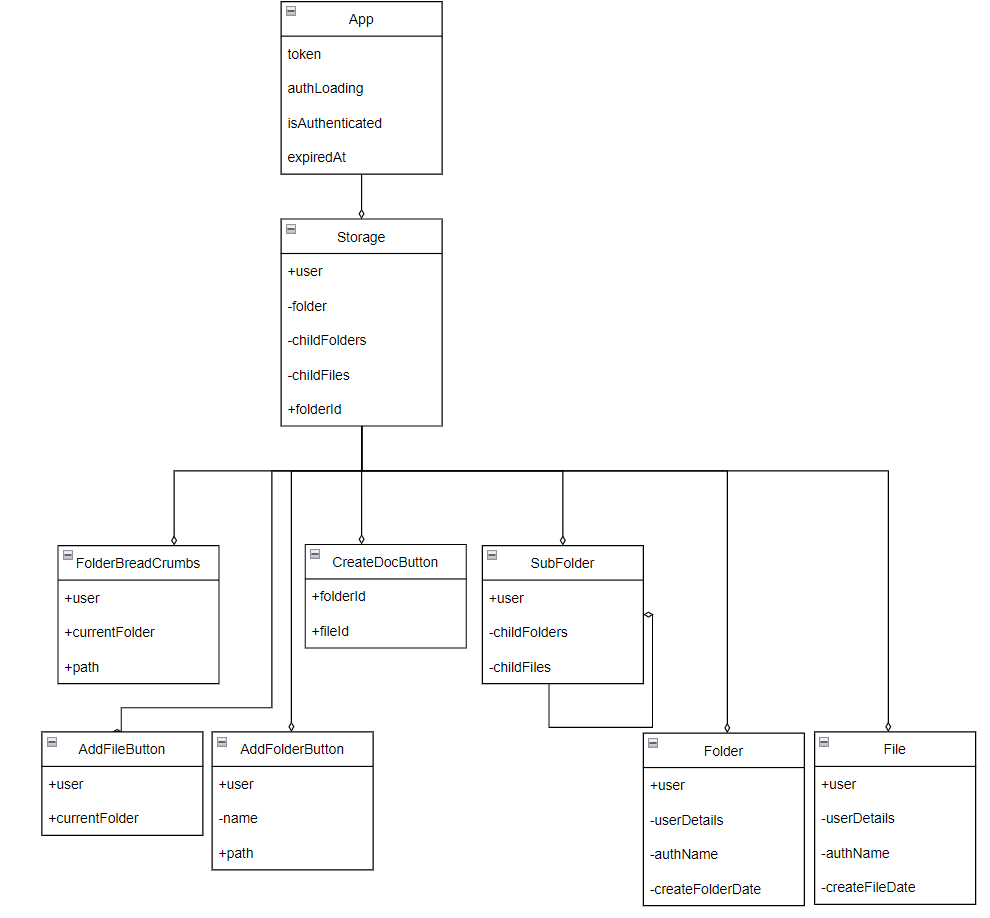 App
token
authLoading
isAuthenticated
expiredAt
Storage
+user
-folder
-childFolders
-childFiles
+folderId
FolderBreadCrumbs
+user
+currentFolder
+path
CreateDocButton
+folderId
+fileId
SubFolder
+user
-childFolders
-childFiles
AddFileButton
+user
+currentFolder
AddFolderButton
+user
-name
+path
Folder
+user
-userDetails
-authName
-createFolderDate
File
+user
-userDetails
-authName
-createFileDate